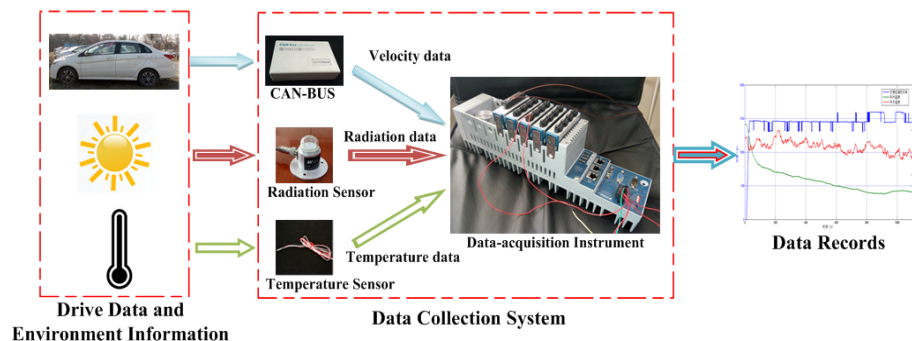 Velocity data
CAN-BUS
Radiation data
Radiation Sensor
Temperature data
Temperature Sensor
Data-acquisition Instrument
Data Records
Drive Data and
Environment Information
Data Collection System